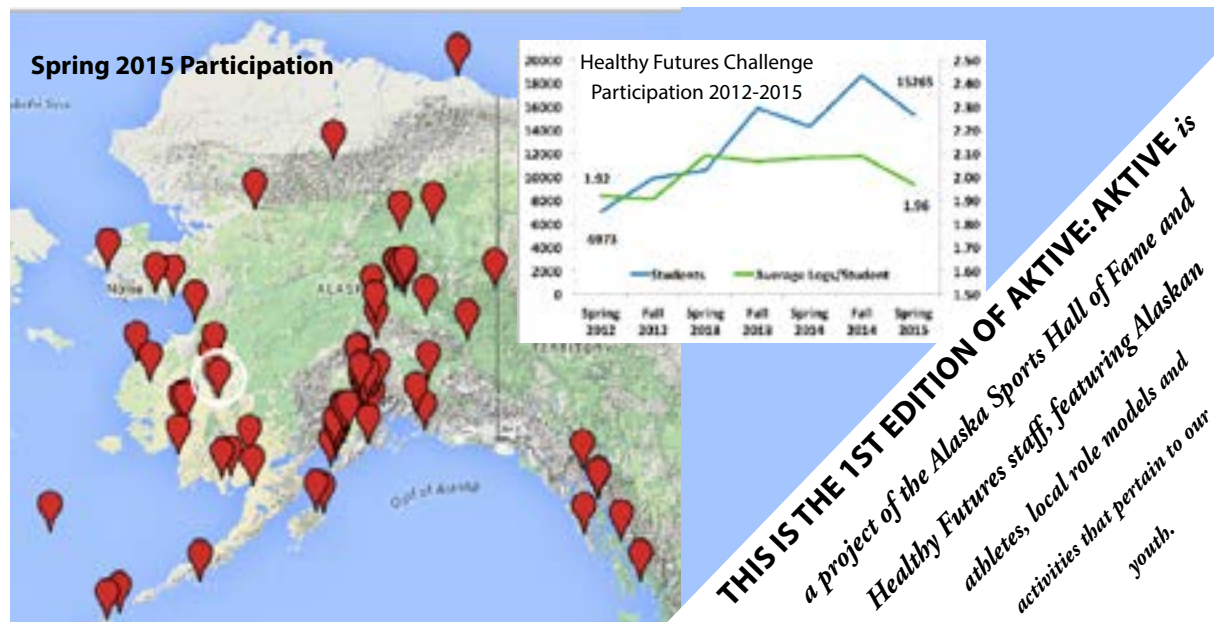 Spring 2015 Participation
Nome
ALASKA
TERRITORY
Gulf of Alaska
Healthy Futures Challenge
Participation 2012-2015
20000
18000
16000
14000
12000
10000
8000
6000
4000
2000
0
2.50
2.40
2.30
2.20
2.10
2.00
1.90
1.80
1.70
1.60
1.50
15265
1.92
6973
1.96
Students
Average Logs/Student
Spring 2012
Fall 2012
Spring 2013
Fall 2013
Spring 2014
Fall 2014
Spring 2015
THIS IS THE 1ST EDITION OF AKTIVE: AKTIVE is
a project of the Alaska Sports Hall of Fame and
Healthy Futures staff, featuring Alaskan
athletes, local role models and
activities that pertain to our
youth.